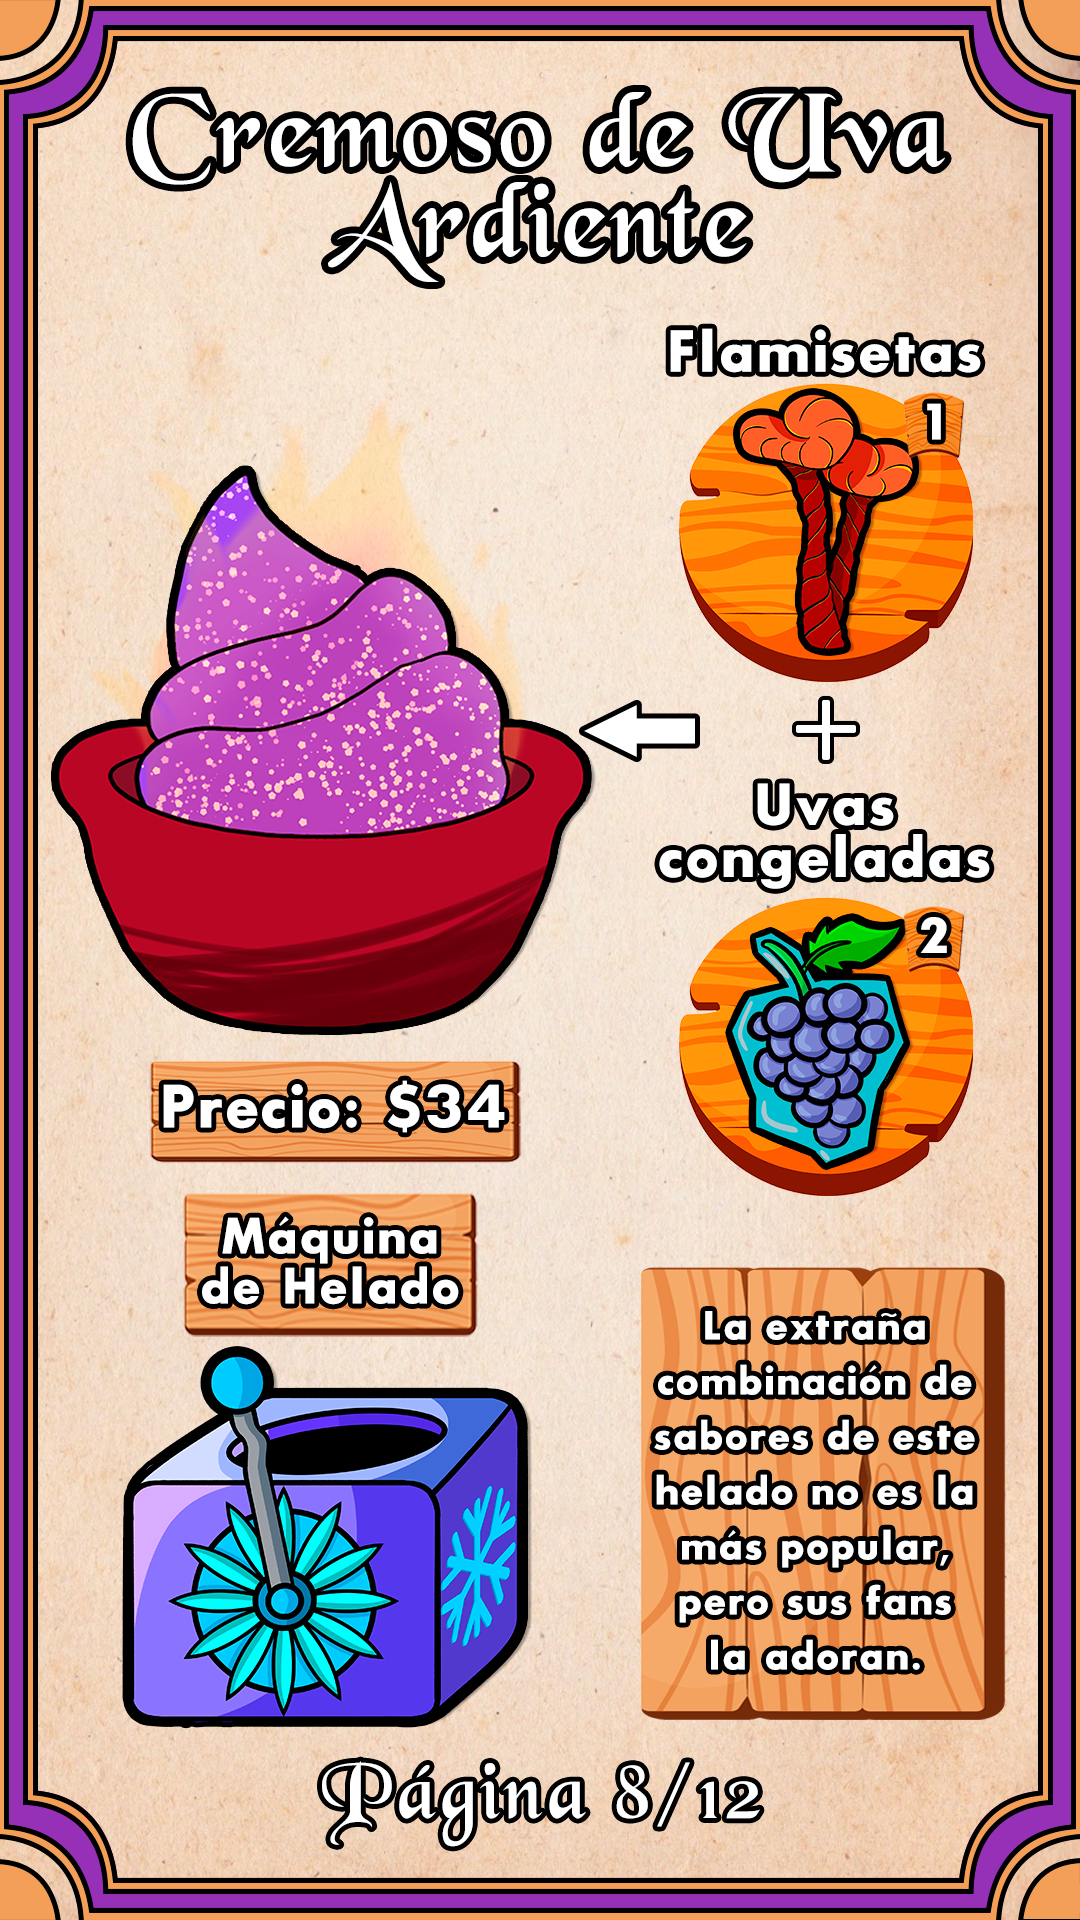 Cremoso de Uva
Ardiente
Flamisetas
1
+
Uvas
congeladas
2
Precio: $34
Máquina
de Helado
La extraña
combinación de
sabores de este
helado no es la
más popular,
pero sus fans
la adoran.
Página 8/12